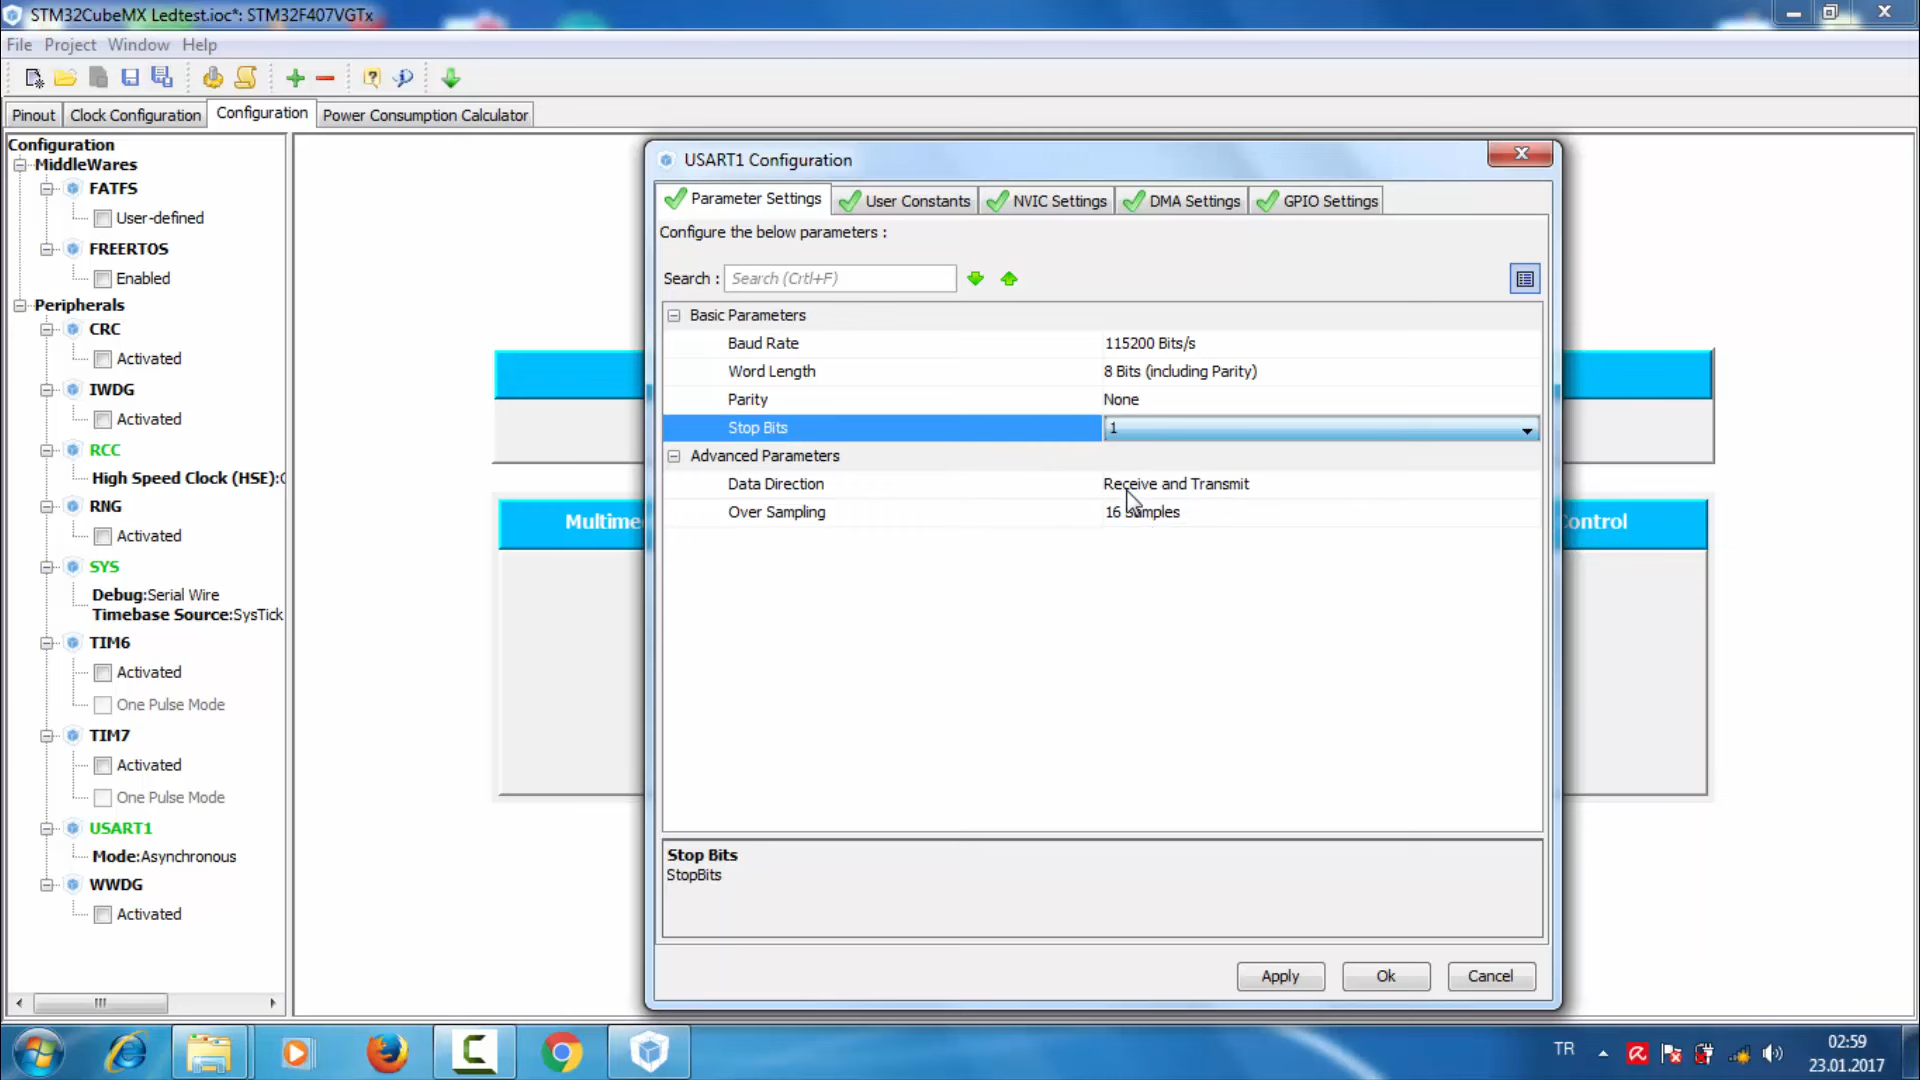 STM32CubeMX Ledtest.ioc*: STM32F407VGTx
File Project Window Help
Pinout Clock Configuration Configuration Power Consumption Calculator
Configuration
MiddleWares
FATFS
User-defined
FREERTOS
Enabled
Peripherals
CRC
Activated
IWDG
Activated
RCC
High Speed Clock (HSE):
RNG
Activated
SYS
Debug:Serial Wire
Timebase Source:SysTick
TIM6
Activated
One Pulse Mode
TIM7
Activated
One Pulse Mode
USART1
Mode:Asynchronous
WWDG
Activated
Multime
Control
USART1 Configuration
Parameter Settings User Constants NVIC Settings DMA Settings GPIO Settings
Configure the below parameters :
Search : Search (Crtl+F)
Basic Parameters
Baud Rate 115200 Bits/s
Word Length 8 Bits (including Parity)
Parity None
Stop Bits 1
Advanced Parameters
Data Direction Receive and Transmit
Over Sampling 16 Samples
Stop Bits
StopBits
Apply Ok Cancel
TR
02:59
23.01.2017